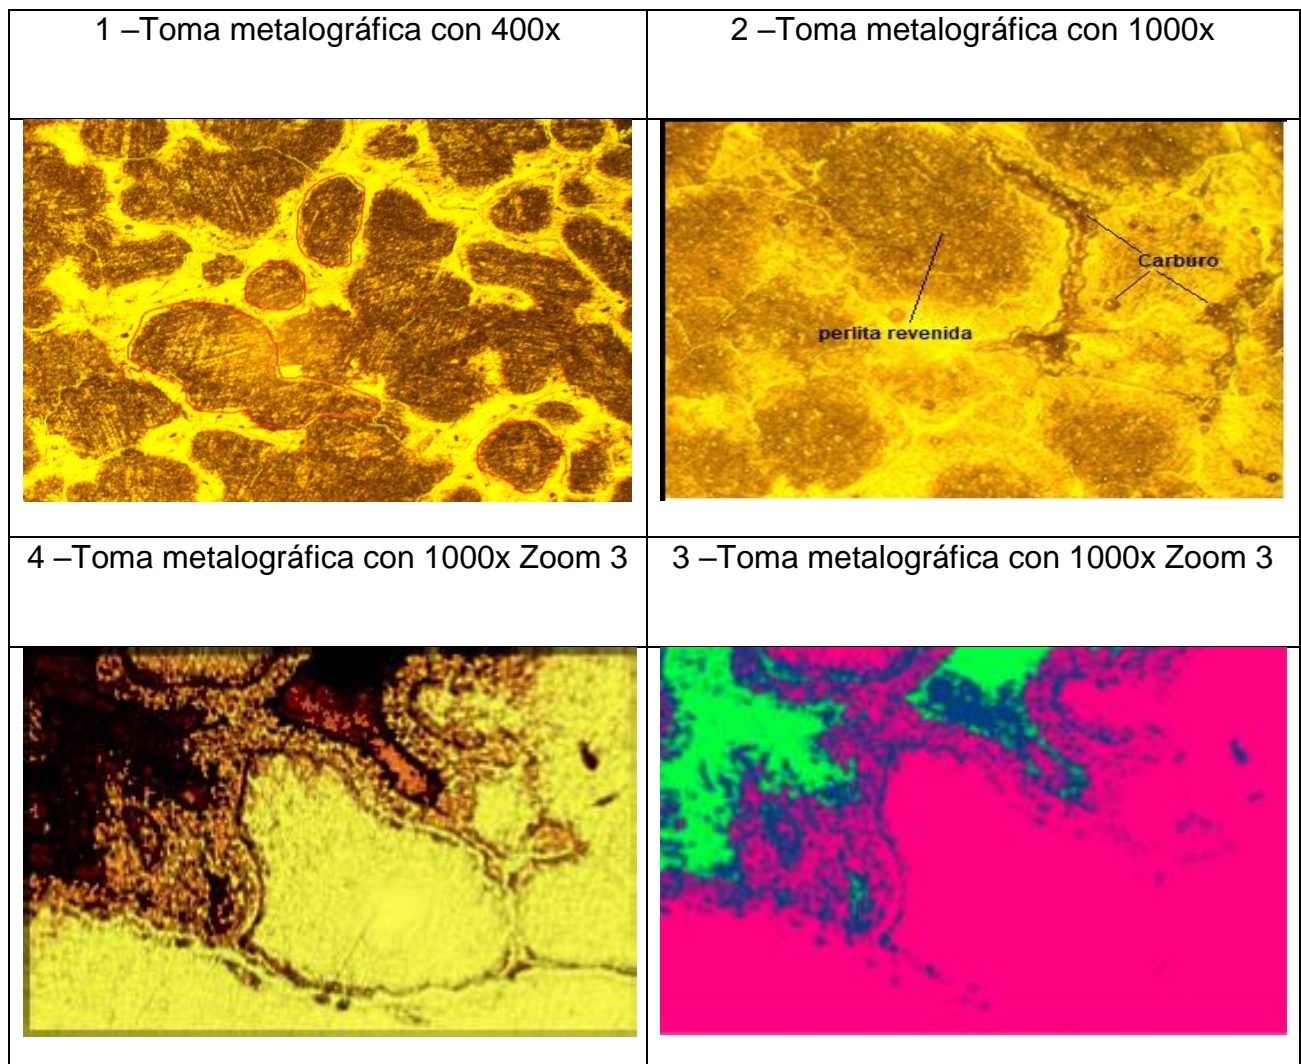 1 –Toma metalográfica con 400x
2 –Toma metalográfica con 1000x
Carburo
perlita revenida
4 –Toma metalográfica con 1000x Zoom 3
3 –Toma metalográfica con 1000x Zoom 3